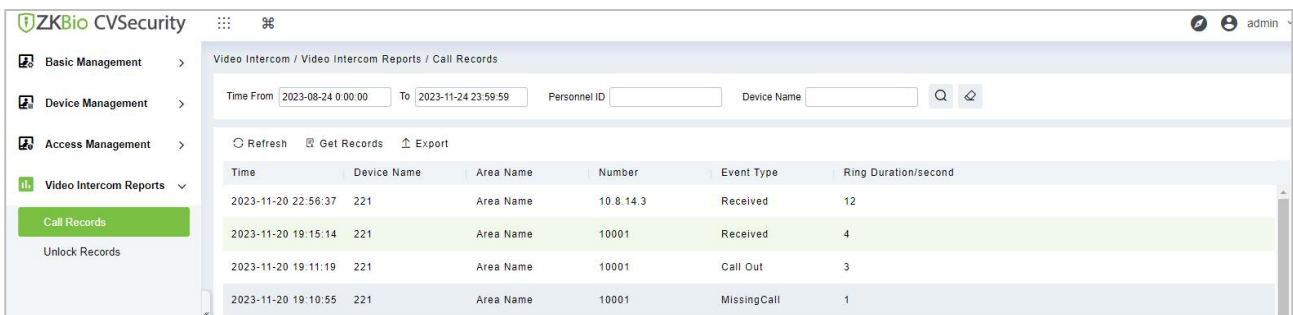 ZKBio CVSecurity
admin
Basic Management
Device Management
Access Management
Video Intercom Reports
Call Records
Unlock Records
Video Intercom / Video Intercom Reports / Call Records
Time From 2023-08-24 0:00:00 To 2023-11-24 23:59:59 Personnel ID Device Name
Refresh Get Records Export
Time Device Name Area Name Number Event Type Ring Duration/second
2023-11-20 22:56:37 221 Area Name 10.8.14.3 Received 12
2023-11-20 19:15:14 221 Area Name 10001 Received 4
2023-11-20 19:11:19 221 Area Name 10001 Call Out 3
2023-11-20 19:10:55 221 Area Name 10001 MissingCall 1